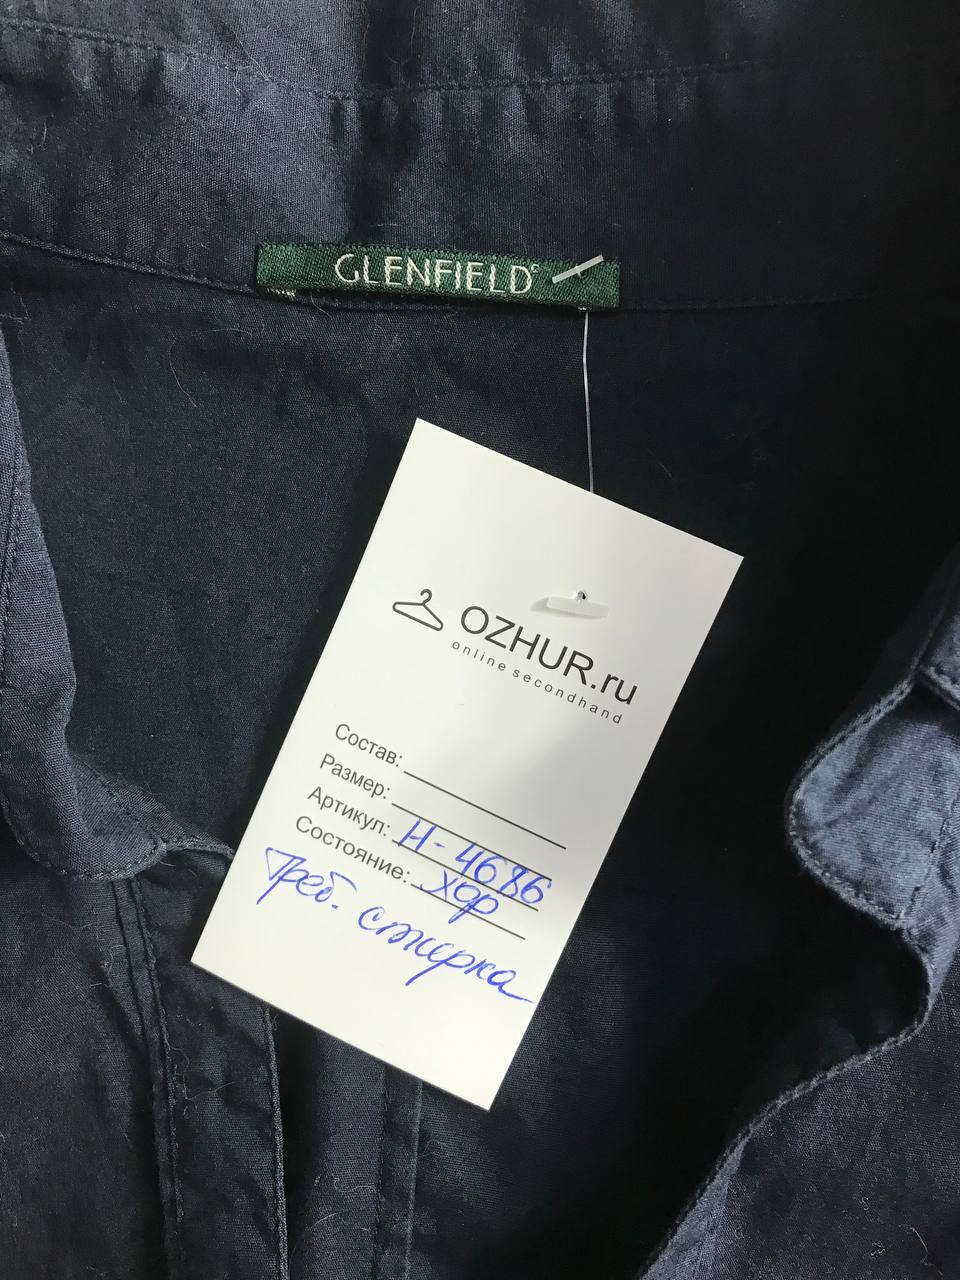 GLENFIELD
OZHUR.ru
online secondhand
Состав:
Размер:
Артикул: Н-4686
Состояние: хор
Треб. стирка